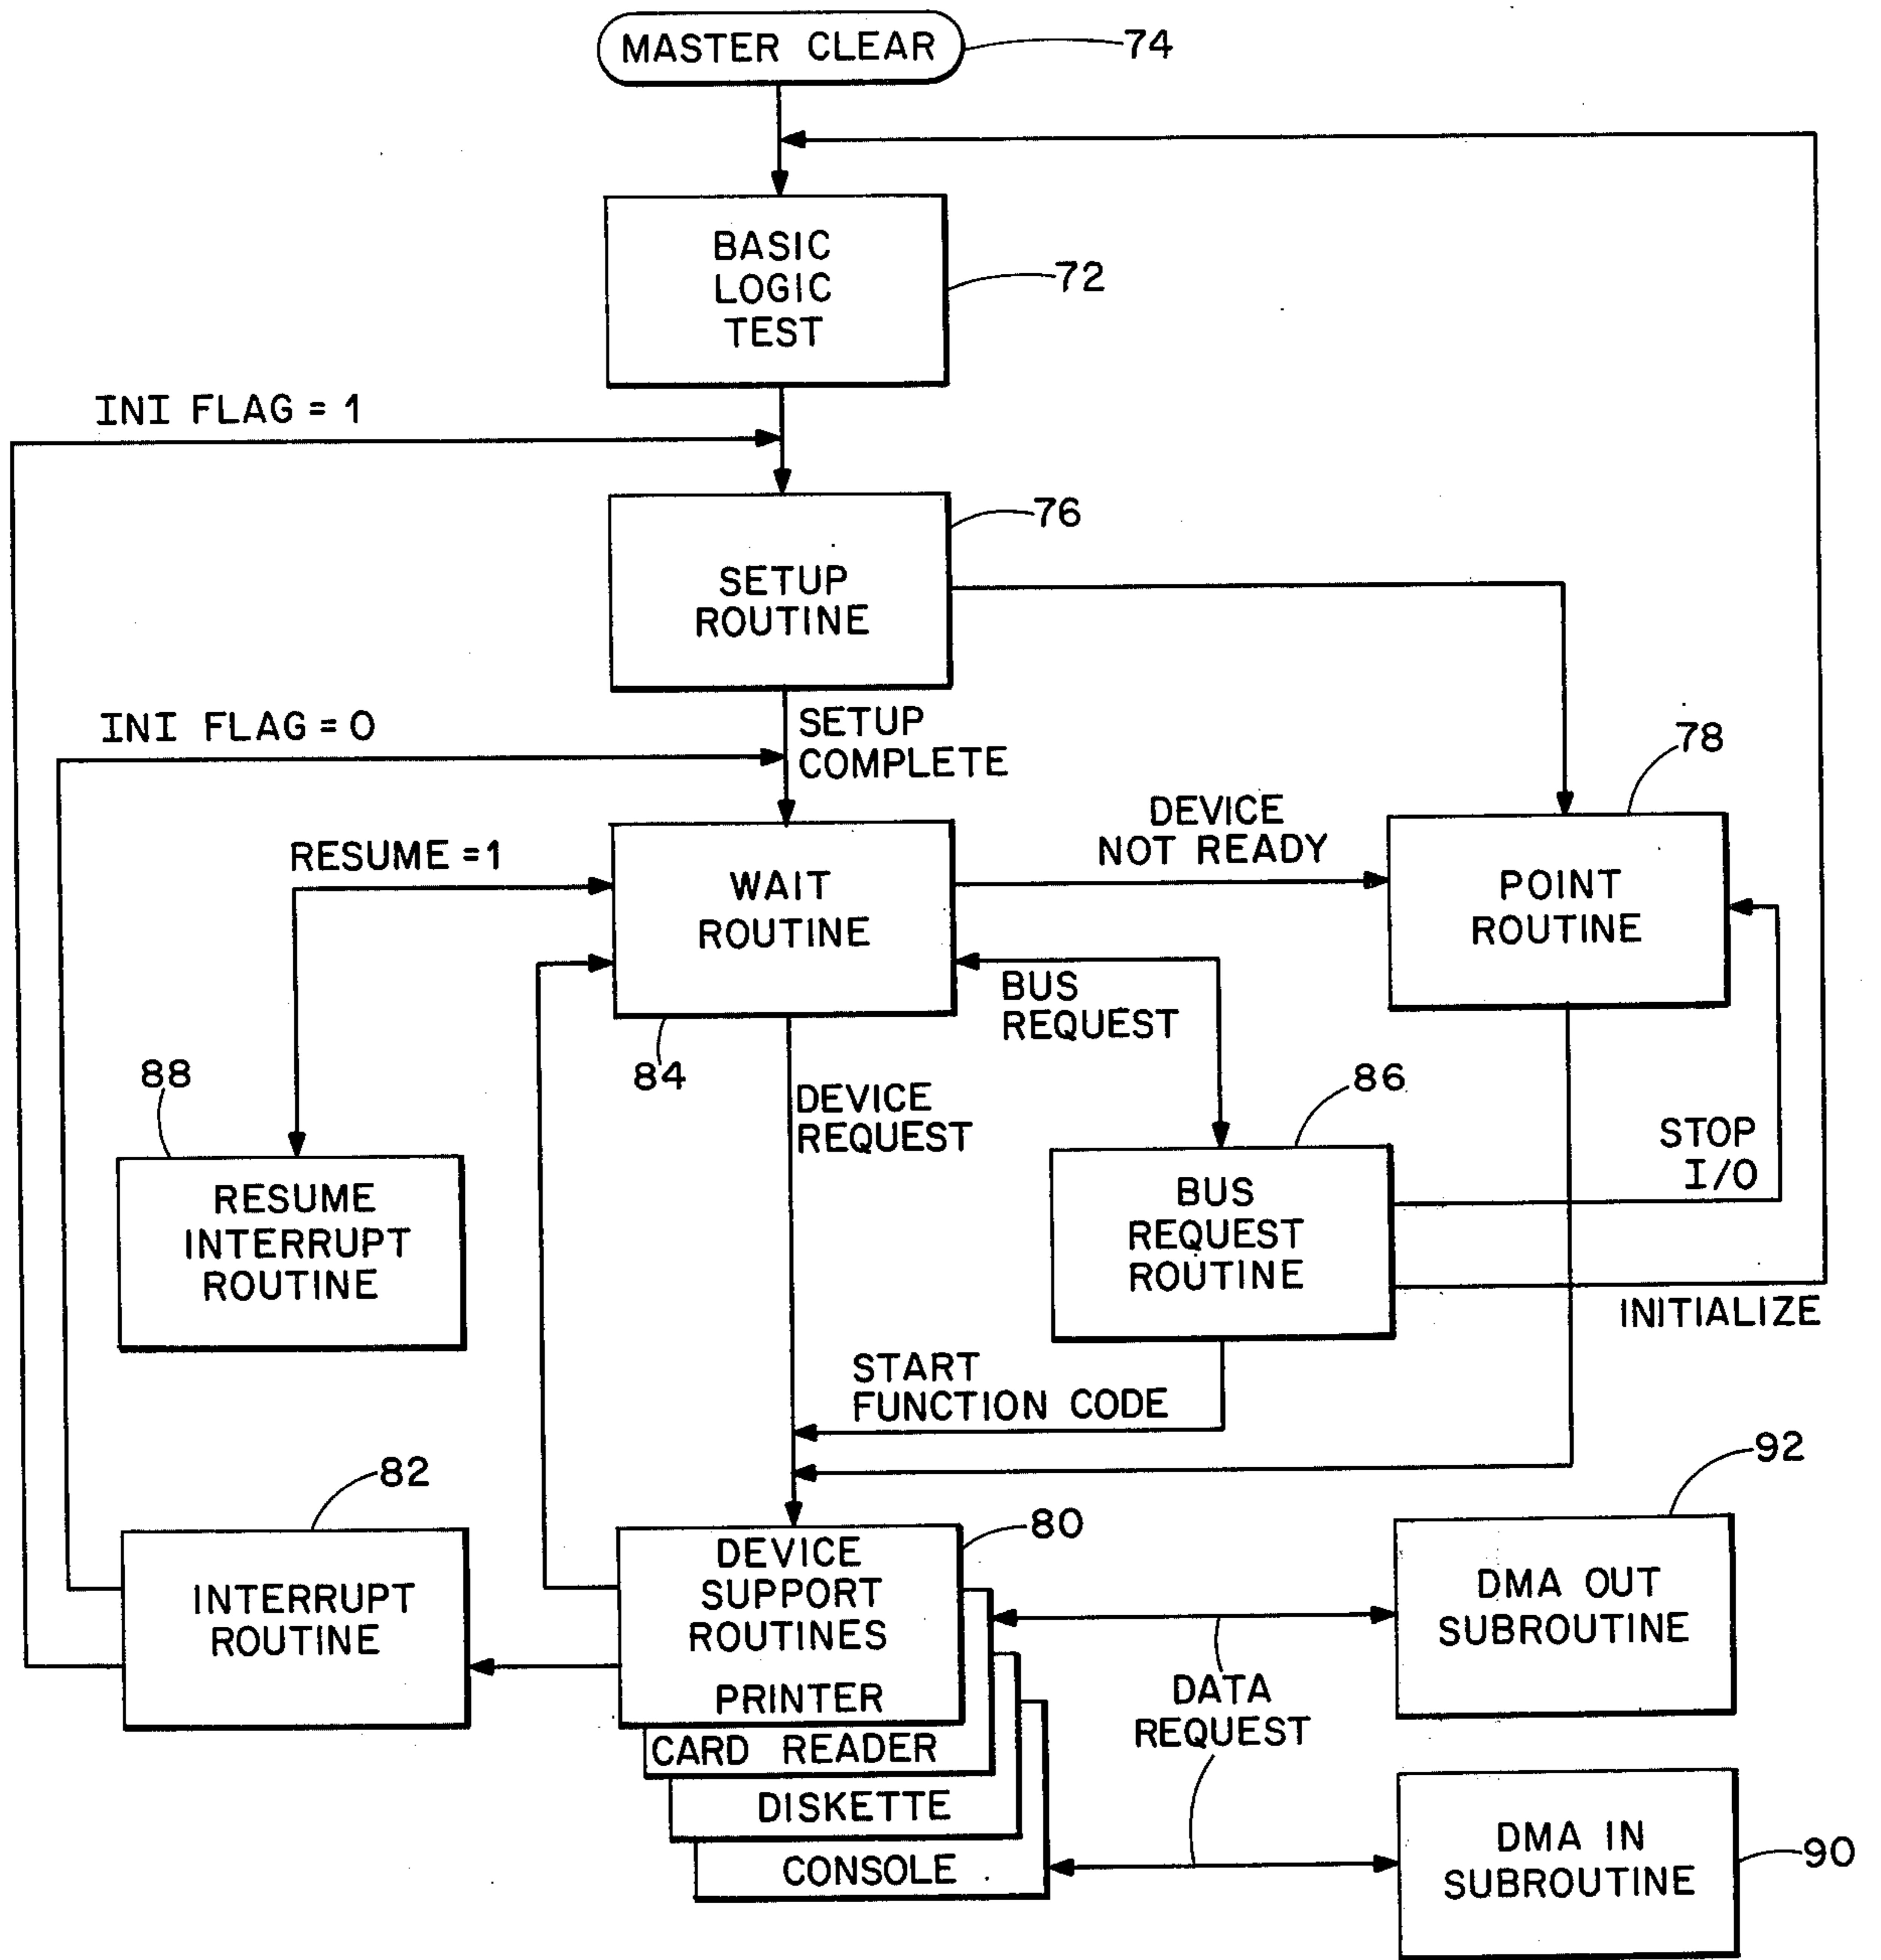 MASTER CLEAR
74
BASIC
LOGIC
TEST
72
INI FLAG = 1
76
SETUP
ROUTINE
INI FLAG = 0
SETUP
COMPLETE
78
DEVICE
NOT READY
RESUME = 1
WAIT
ROUTINE
POINT
ROUTINE
BUS
REQUEST
84
88
86
DEVICE
REQUEST
STOP
I/O
RESUME
INTERRUPT
ROUTINE
BUS
REQUEST
ROUTINE
INITIALIZE
START
FUNCTION CODE
82
80
92
INTERRUPT
ROUTINE
DEVICE
SUPPORT
ROUTINES
PRINTER
CARD READER
DISKETTE
CONSOLE
DMA OUT
SUBROUTINE
DATA
REQUEST
DMA IN
SUBROUTINE
90